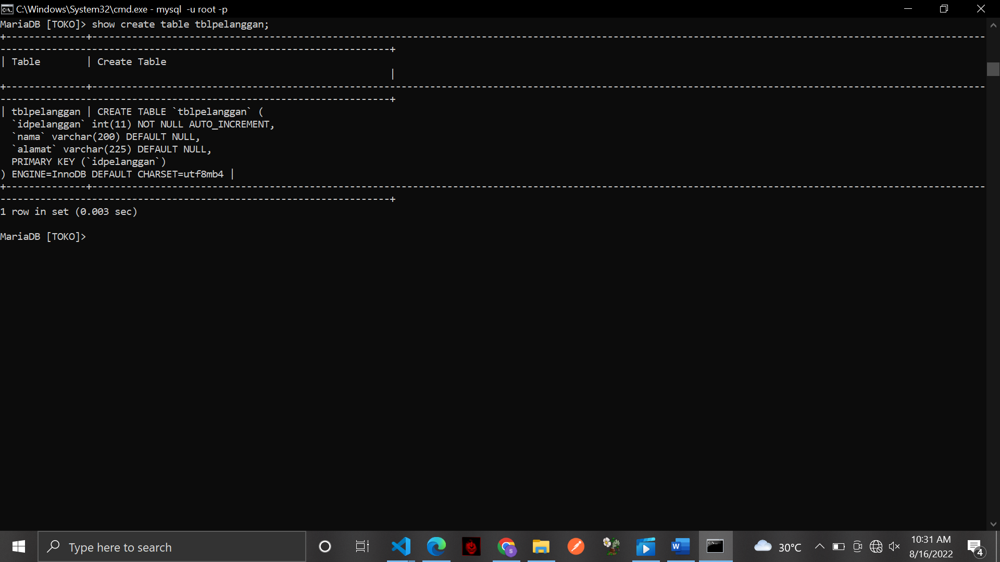 C:\Windows\System32\cmd.exe - mysql  -u root -p
MariaDB [TOKO]> show create table tblpelanggan;
| Table        | Create Table
|
| tblpelanggan | CREATE TABLE `tblpelanggan` (
  `idpelanggan` int(11) NOT NULL AUTO_INCREMENT,
  `nama` varchar(200) DEFAULT NULL,
  `alamat` varchar(225) DEFAULT NULL,
  PRIMARY KEY (`idpelanggan`)
) ENGINE=InnoDB DEFAULT CHARSET=utf8mb4 |
1 row in set (0.003 sec)
MariaDB [TOKO]>
Type here to search
30°C
10:31 AM
8/16/2022
4